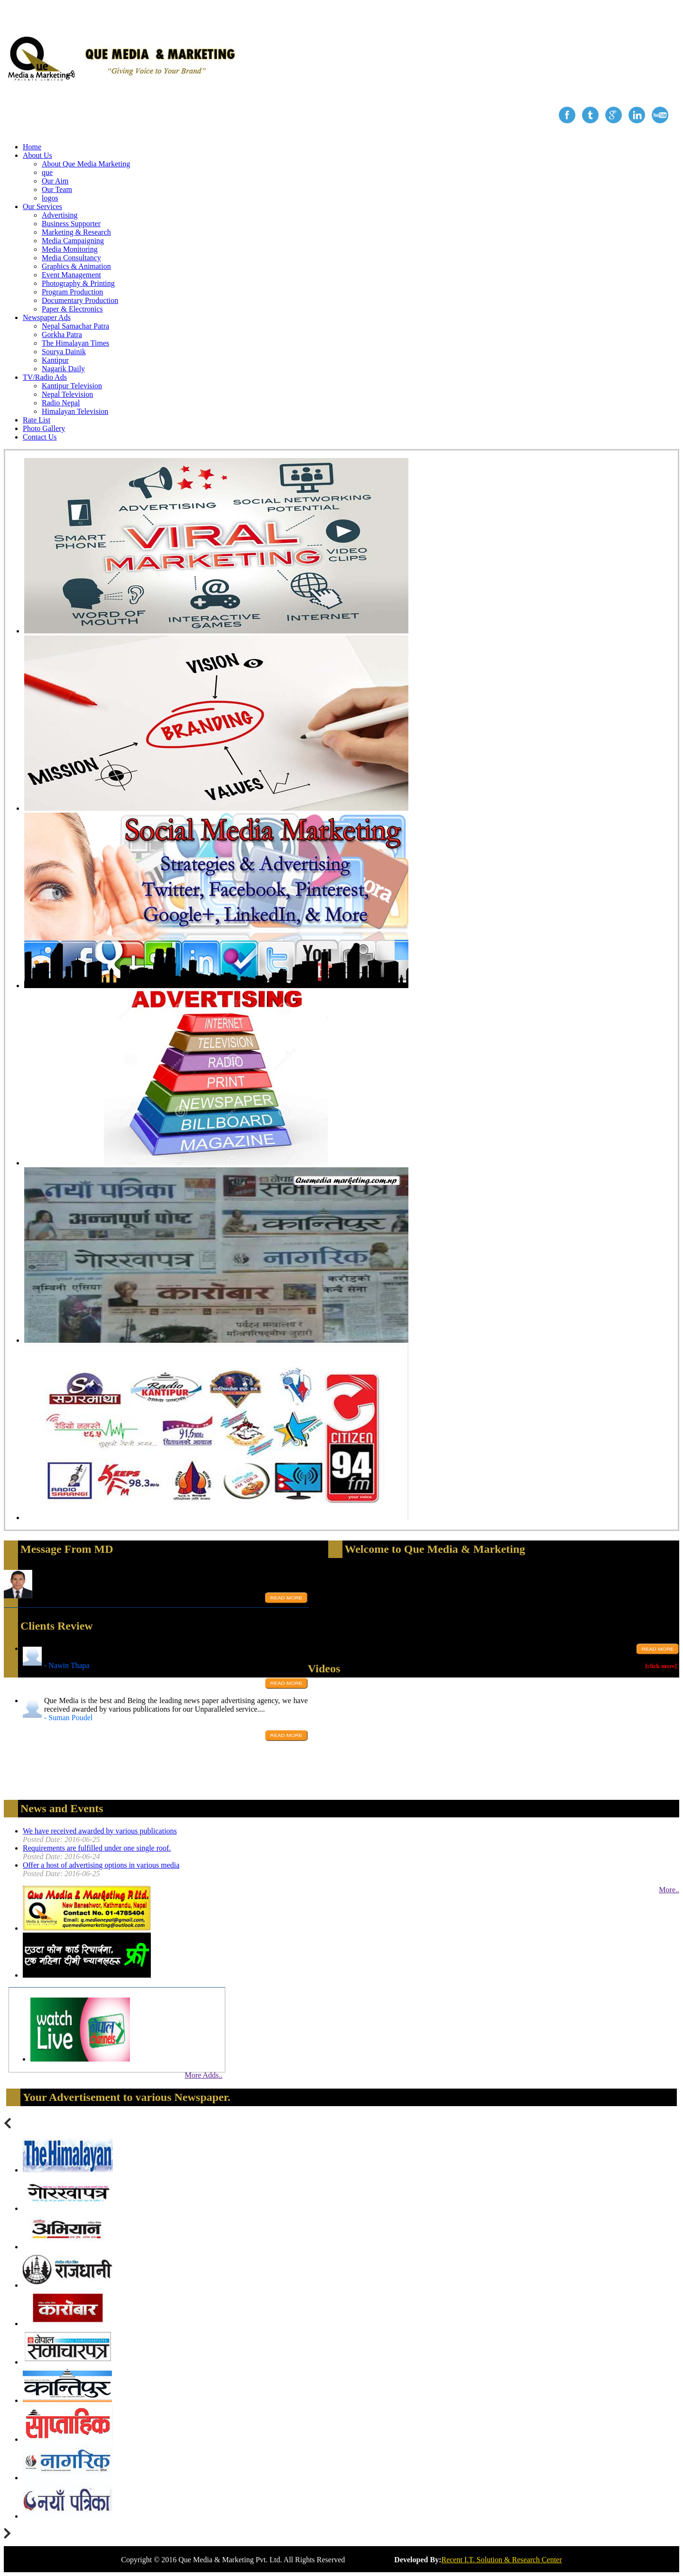 Que
Media & Marketing
PRIVATE LIMITED
QUE MEDIA & MARKETING
"Giving Voice to Your Brand"
Home
About Us
About Que Media Marketing
que
Our Aim
Our Team
logos
Our Services
Advertising
Business Supporter
Marketing & Research
Media Campaigning
Media Monitoring
Media Consultancy
Graphics & Animation
Event Management
Photography & Printing
Program Production
Documentary Production
Paper & Electronics
Newspaper Ads
Nepal Samachar Patra
Gorkha Patra
The Himalayan Times
Sourya Dainik
Kantipur
Nagarik Daily
TV/Radio Ads
Kantipur Television
Nepal Television
Radio Nepal
Himalayan Television
Rate List
Photo Gallery
Contact Us
ADVERTISING
SOCIAL NETWORKING
POTENTIAL
SMART
PHONE
VIRAL
MARKETING
VIDEO
CLIPS
WORD OF
MOUTH
INTERACTIVE
GAMES
INTERNET
VISION
BRANDING
MISSION
VALUES
Social Media Marketing
Strategies & Advertising
Twitter, Facebook, Pinterest,
Google+, LinkedIn, & More
You
ADVERTISING
INTERNET
TELEVISION
RADIO
PRINT
NEWSPAPER
BILLBOARD
MAGAZINE
Quemedia marketing.com.np
नयाँ पत्रिका
समाचारपत्र
अन्नपूर्ण पोष्ट
कान्तिपुर
गोरखापत्र
नागरिक
कारोबार
सगरमाथा
Radio
KANTIPUR
CITIZEN
94
fm
your voice
RADIO
SARANGI
98.3
Message From MD
Welcome to Que Media & Marketing
READ MORE
Clients Review
READ MORE
- Nawin Thapa
Videos
[click more]
READ MORE
Que Media is the best and Being the leading news paper advertising agency, we have
received awarded by various publications for our Unparalleled service....
- Suman Poudel
READ MORE
News and Events
We have received awarded by various publications
Posted Date: 2016-06-25
Requirements are fulfilled under one single roof.
Posted Date: 2016-06-24
Offer a host of advertising options in various media
Posted Date: 2016-06-25
More..
Que Media & Marketing P.ltd.
New Baneshwor, Kathmandu, Nepal
Contact No. 01-4785404
Email: q.medienepal@gmail.com,
quemediamarketing@outlook.com
एउटा फोन कार्ड रिचार्जमा,
एक महिना टीभी च्यानलहरू फ्री
watch
Live
नेपाल
channels
More Adds..
Your Advertisement to various Newspaper.
The Himalayan
गोरखापत्र
अभियान
राजधानी
कारोबार
नेपाल
समाचारपत्र
कान्तिपुर
साप्ताहिक
नागरिक
नयाँ पत्रिका
Copyright © 2016 Que Media & Marketing Pvt. Ltd. All Rights Reserved
Developed By:Recent I.T. Solution & Research Center